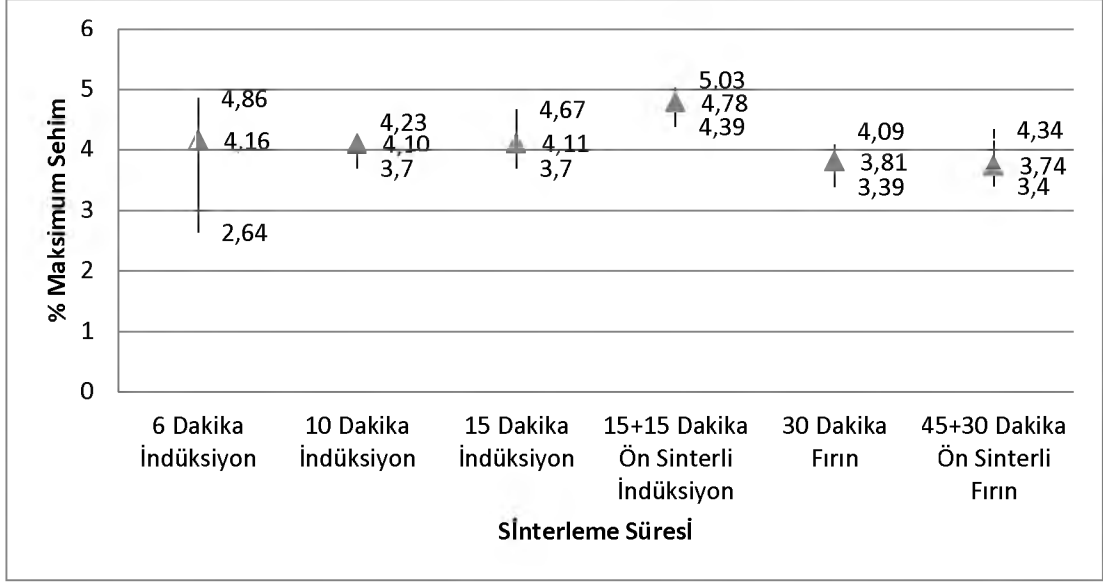 % Maksimum Sehim
6
5
4
3
2
1
0
4,86
4,16
2,64
4,23
4,10
3,7
4,67
4,11
3,7
5,03
4,78
4,39
4,09
3,81
3,39
4,34
3,74
3,4
6 Dakika
İndüksiyon
10 Dakika
İndüksiyon
15 Dakika
İndüksiyon
15+15 Dakika
Ön Sinterli
İndüksiyon
30 Dakika
Fırın
45+30 Dakika
Ön Sinterli
Fırın
Sİnterleme Süresİ